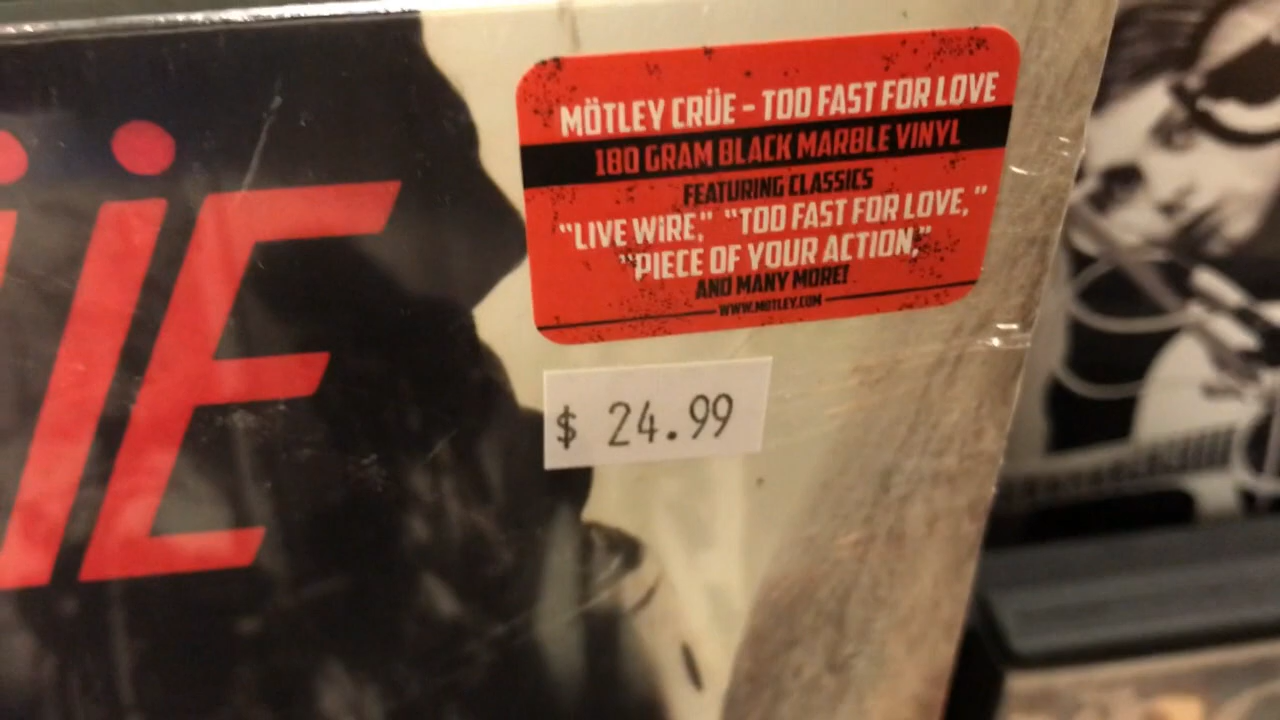 ÜE
MÖTLEY CRÜE - TOO FAST FOR LOVE
180 GRAM BLACK MARBLE VINYL
FEATURING CLASSICS
"LIVE WiRE," "TOO FAST FOR LOVE,"
"PIECE OF YOUR ACTION,"
AND MANY MORE!
WWW.MOTLEY.COM
$ 24.99